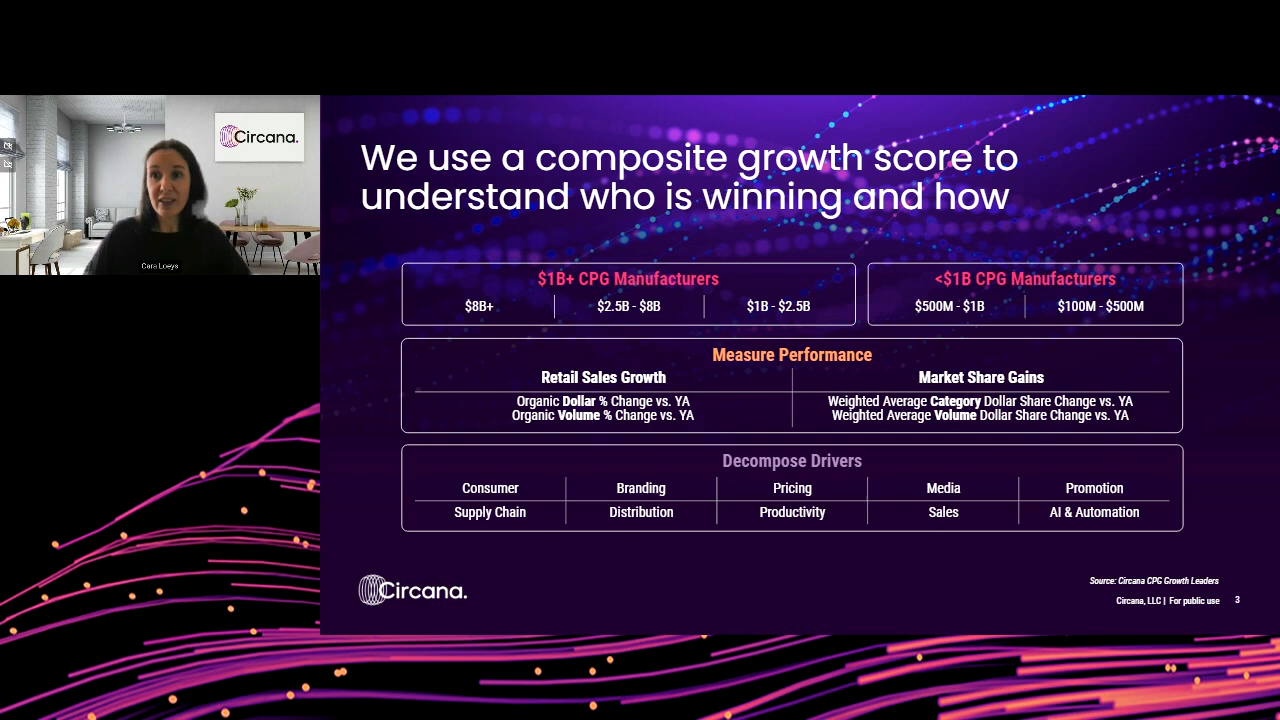 Circana.
Cara Loeys
We use a composite growth score to
understand who is winning and how
$1B+ CPG Manufacturers
$8B+
$2.5B - $8B
$1B - $2.5B
<$1B CPG Manufacturers
$500M - $1B
$100M - $500M
Measure Performance
Retail Sales Growth
Organic Dollar % Change vs. YA
Organic Volume % Change vs. YA
Market Share Gains
Weighted Average Category Dollar Share Change vs. YA
Weighted Average Volume Dollar Share Change vs. YA
Decompose Drivers
Consumer
Branding
Pricing
Media
Promotion
Supply Chain
Distribution
Productivity
Sales
AI & Automation
Circana.
Source: Circana CPG Growth Leaders
Circana, LLC | For public use 3